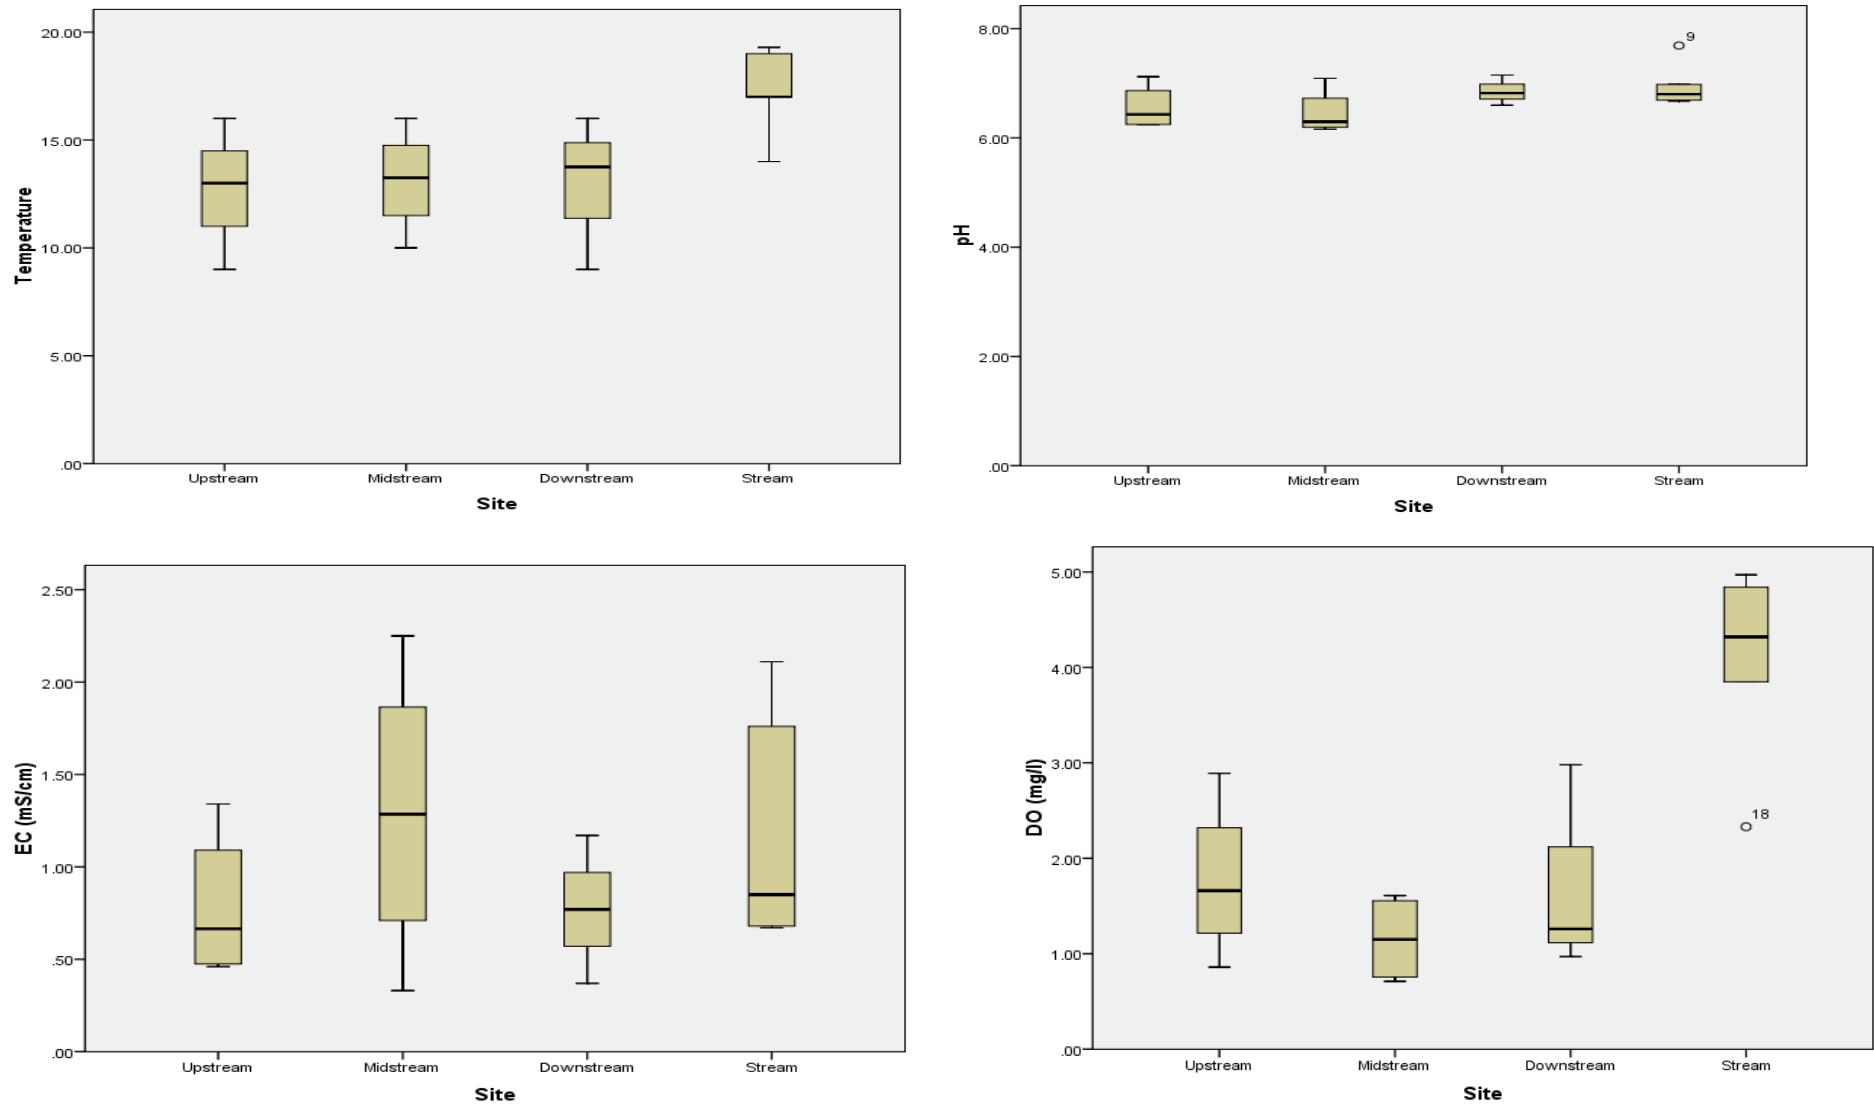 20.00
15.00
10.00
5.00
.00
Temperature
Upstream Midstream Downstream Stream
Site
8.00
6.00
4.00
2.00
.00
pH
9
Upstream Midstream Downstream Stream
Site
2.50
2.00
1.50
1.00
.50
.00
EC (mS/cm)
Upstream Midstream Downstream Stream
Site
5.00
4.00
3.00
2.00
1.00
.00
DO (mg/l)
18
Upstream Midstream Downstream Stream
Site